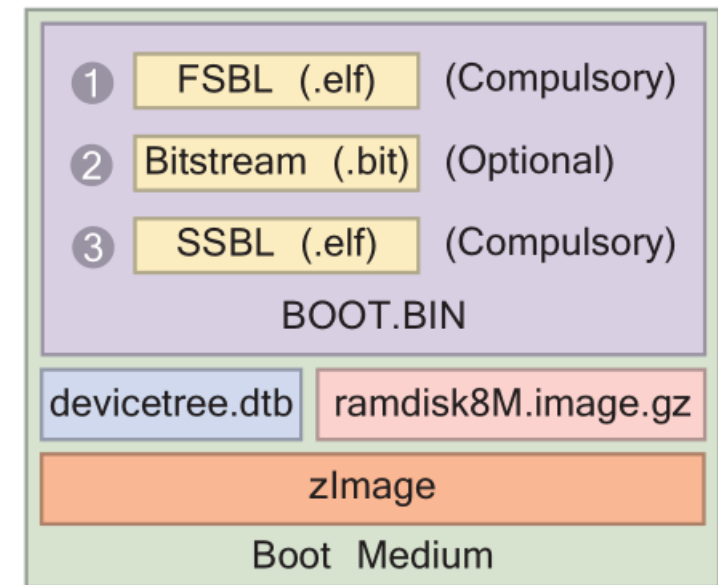 1 FSBL (.elf) (Compulsory)
2 Bitstream (.bit) (Optional)
3 SSBL (.elf) (Compulsory)
BOOT.BIN
devicetree.dtb ramdisk8M.image.gz
zImage
Boot Medium